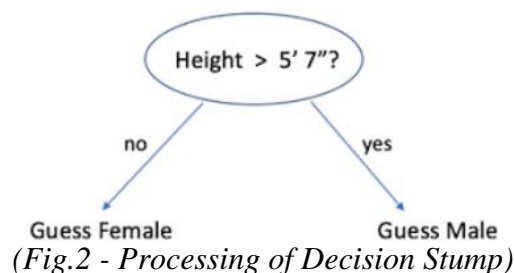 Height > 5' 7"?
no
yes
Guess Female
Guess Male
(Fig.2 - Processing of Decision Stump)